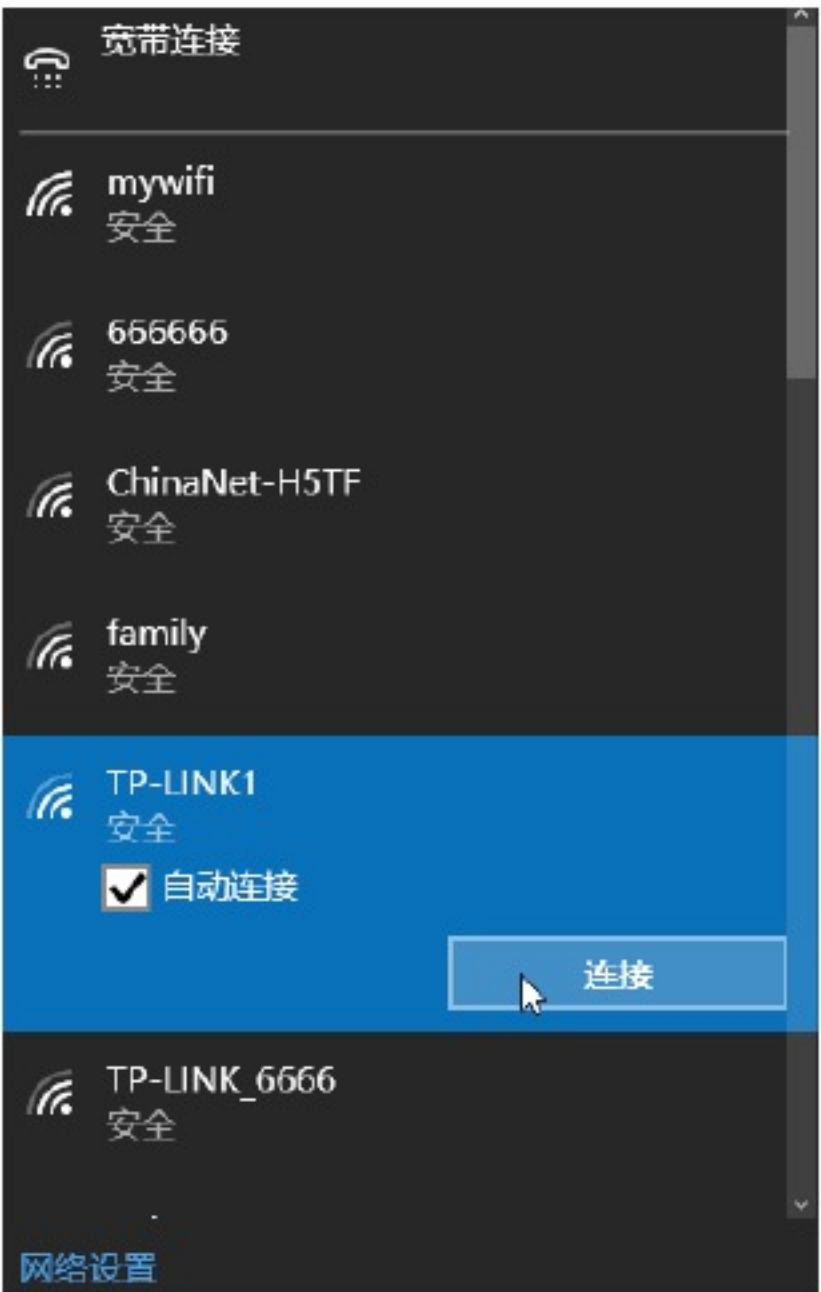 宽带连接
mywifi
安全
666666
安全
ChinaNet-H5TF
安全
family
安全
TP-LINK1
安全
自动连接
连接
TP-LINK_6666
安全
网络设置